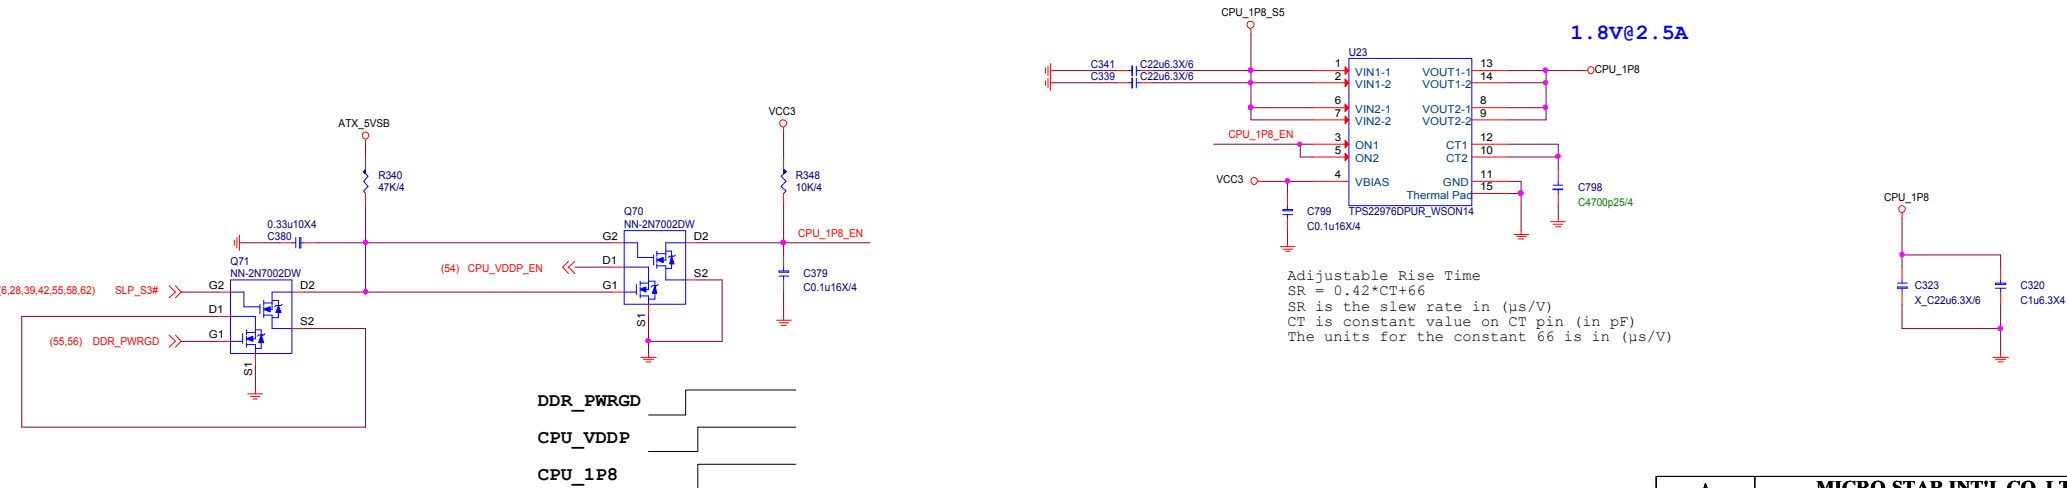 ATX_5VSB
R340
47K/4
0.33u10X4
C380
Q71
NN-2N7002DW
(6,28,39,42,55,58,62) SLP_S3#
G2
D2
D1
S2
G1
S1
(55,56) DDR_PWRGD
VCC3
R348
10K/4
Q70
NN-2N7002DW
G2
D2
D1
S2
G1
S1
(54) CPU_VDDP_EN
CPU_1P8_EN
C379
C0.1u16X/4
DDR_PWRGD
CPU_VDDP
CPU_1P8
CPU_1P8_S5
1.8V@2.5A
C341 C22u6.3X/6
C339 C22u6.3X/6
U23
1 VIN1-1 VOUT1-1 13
2 VIN1-2 VOUT1-2 14
6 VIN2-1 VOUT2-1 8
7 VIN2-2 VOUT2-2 9
3 ON1 CT1 12
5 ON2 CT2 10
4 VBIAS GND 11
Thermal Pad 15
TPS22976DPUR_WSON14
CPU_1P8
CPU_1P8_EN
VCC3
C799
C0.1u16X/4
C798
C4700p25/4
Adijustable Rise Time
SR = 0.42*CT+66
SR is the slew rate in (µs/V)
CT is constant value on CT pin (in pF)
The units for the constant 66 is in (µs/V)
CPU_1P8
C323
X_C22u6.3X/6
C320
C1u6.3X4
MICRO-STAR INT'L CO.,LT